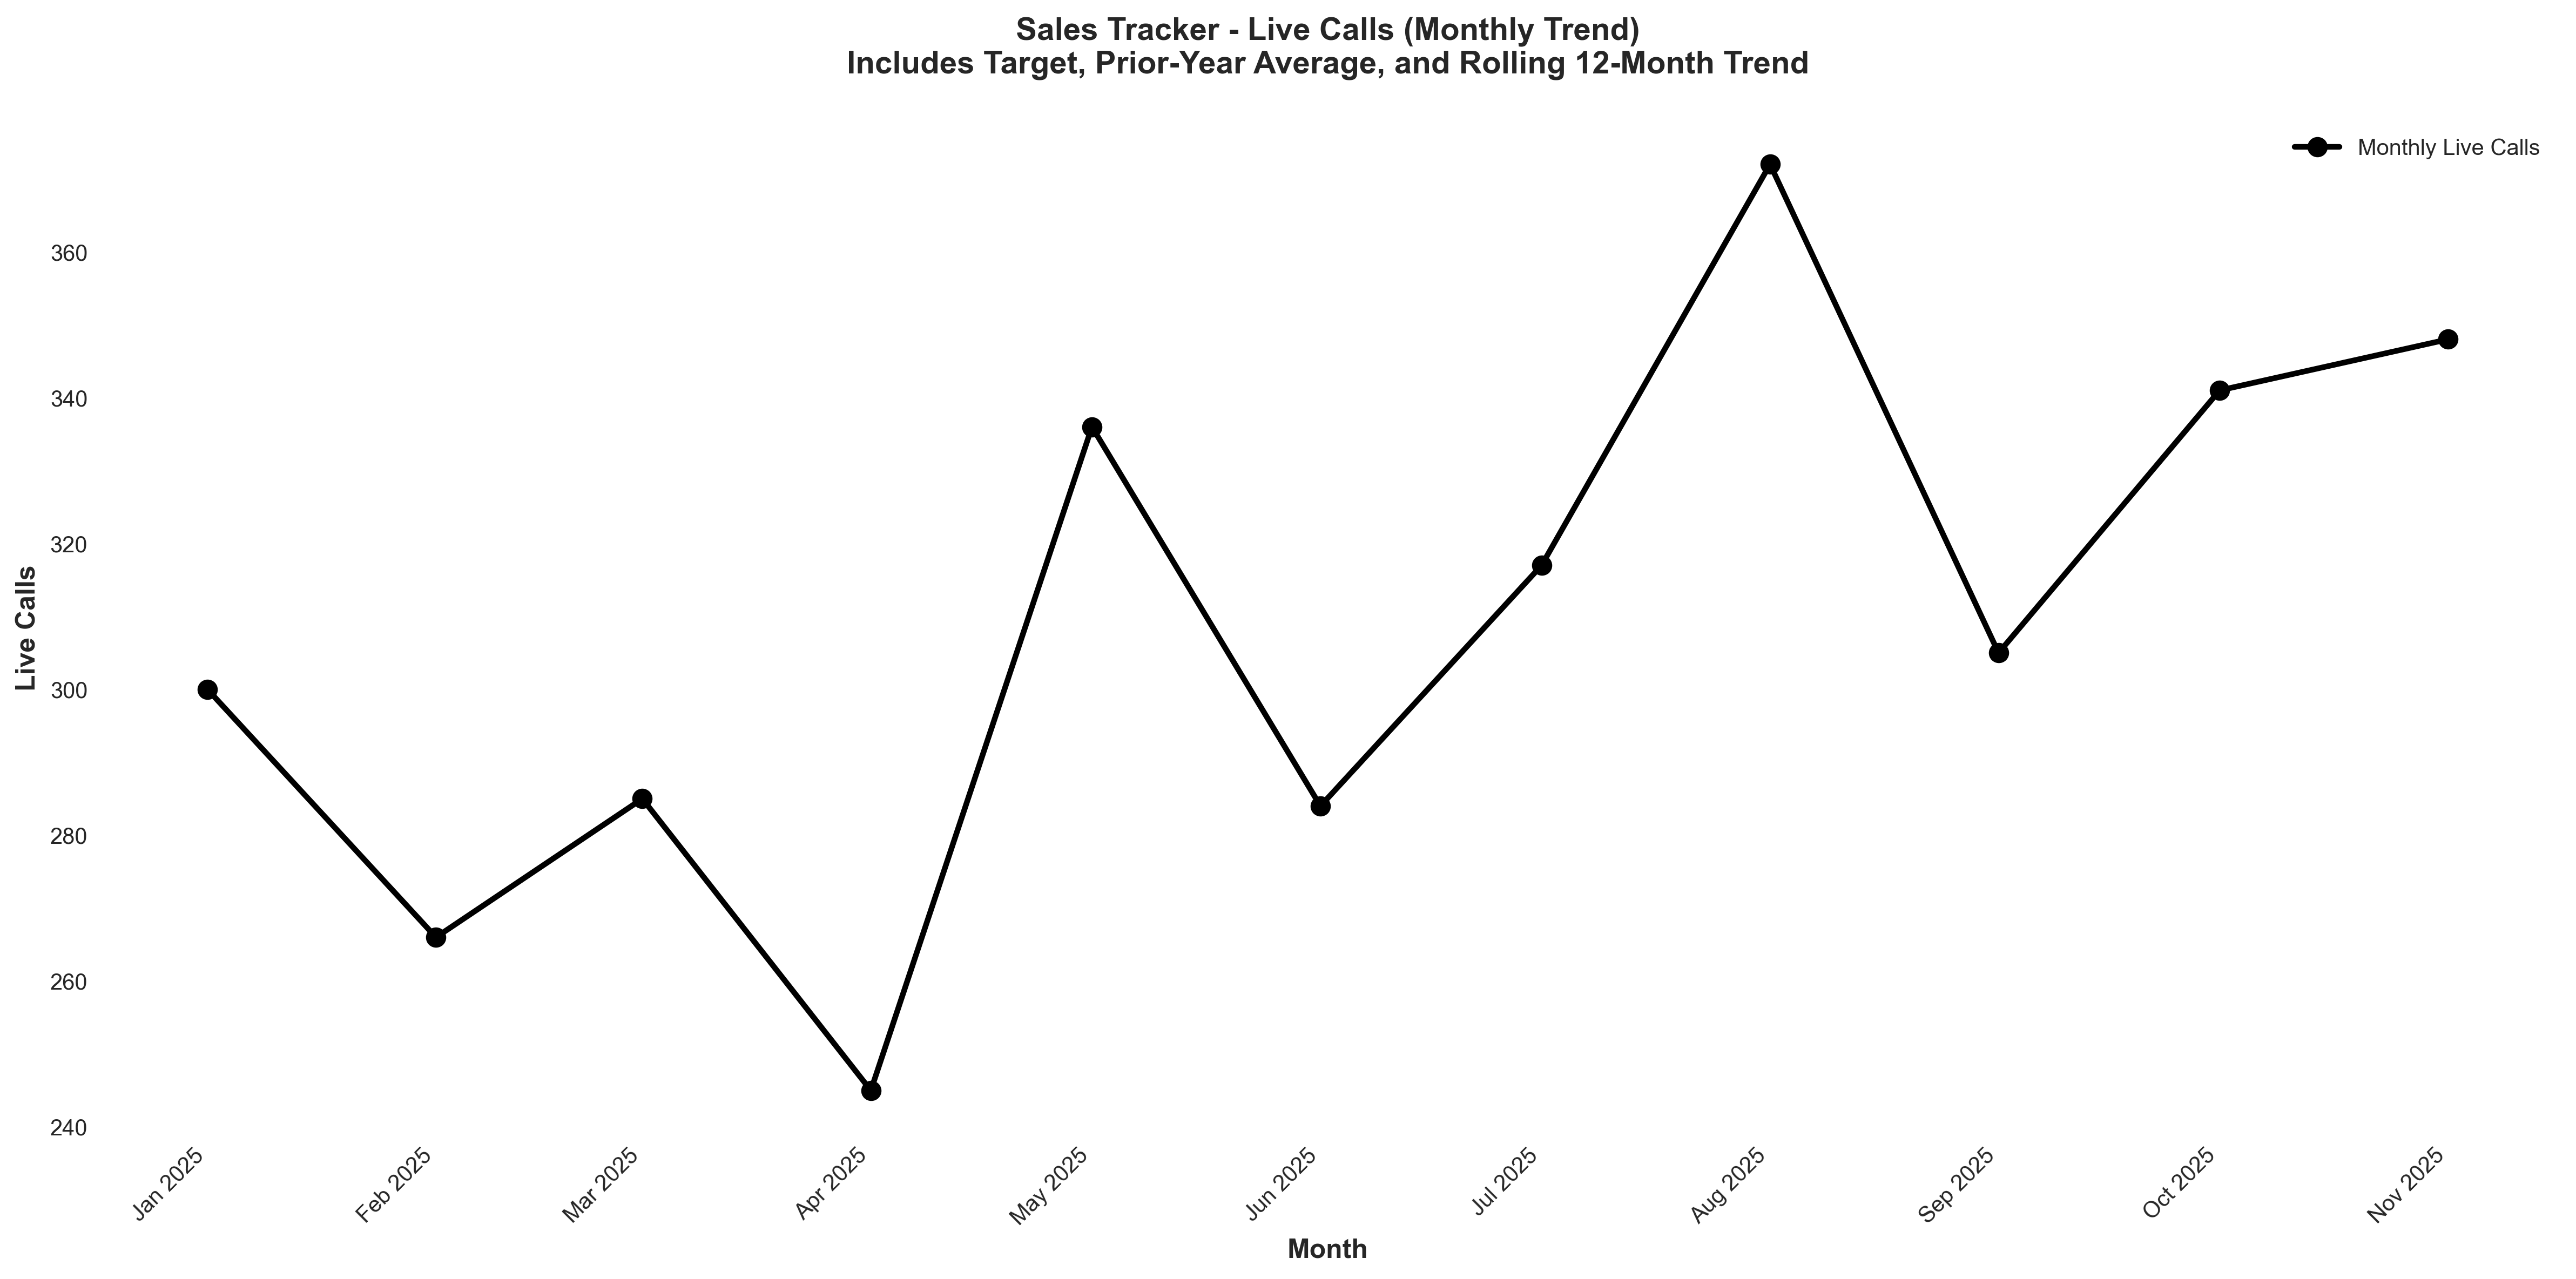 Sales Tracker - Live Calls (Monthly Trend)
Includes Target, Prior-Year Average, and Rolling 12-Month Trend
Monthly Live Calls
360
340
320
300
280
260
240
Live Calls
Jan 2025
Feb 2025
Mar 2025
Apr 2025
May 2025
Jun 2025
Jul 2025
Aug 2025
Sep 2025
Oct 2025
Nov 2025
Month